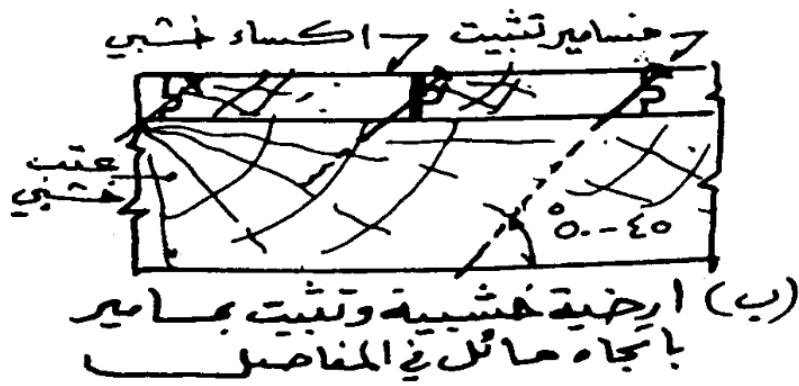 مسامير تثبيت
اكساء خشبي
عتب
خشبي
٤٥-٥٠°
(ب) ارضية خشبية وتثبت بمسامير
باتجاه مائل في المفاصل